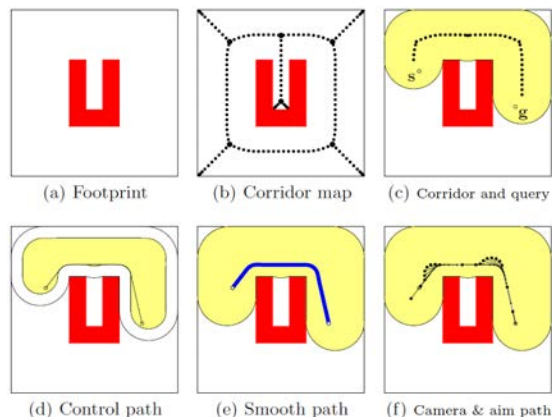 (a) Footprint
(b) Corridor map
s
g
(c) Corridor and query
(d) Control path
(e) Smooth path
(f) Camera & aim path